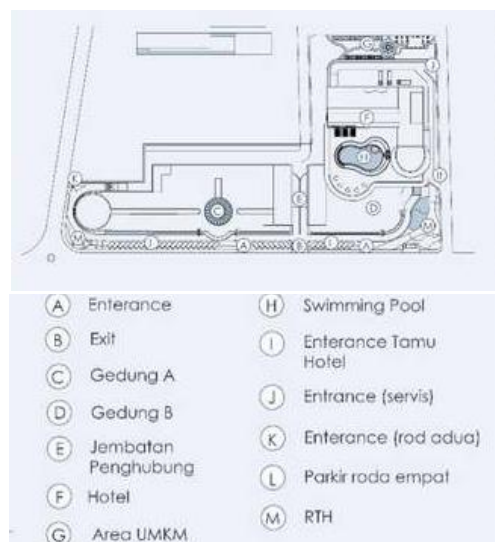 G
J
F
H
K
E
I
C
D
M
M
J
A
B
L
A
A Enterance
B Exit
C Gedung A
D Gedung B
E Jembatan
Penghubung
F Hotel
G Area UMKM
H Swimming Pool
I Enterance Tamu
Hotel
J Entrance (servis)
K Enterance (rod adua)
L Parkir roda empat
M RTH